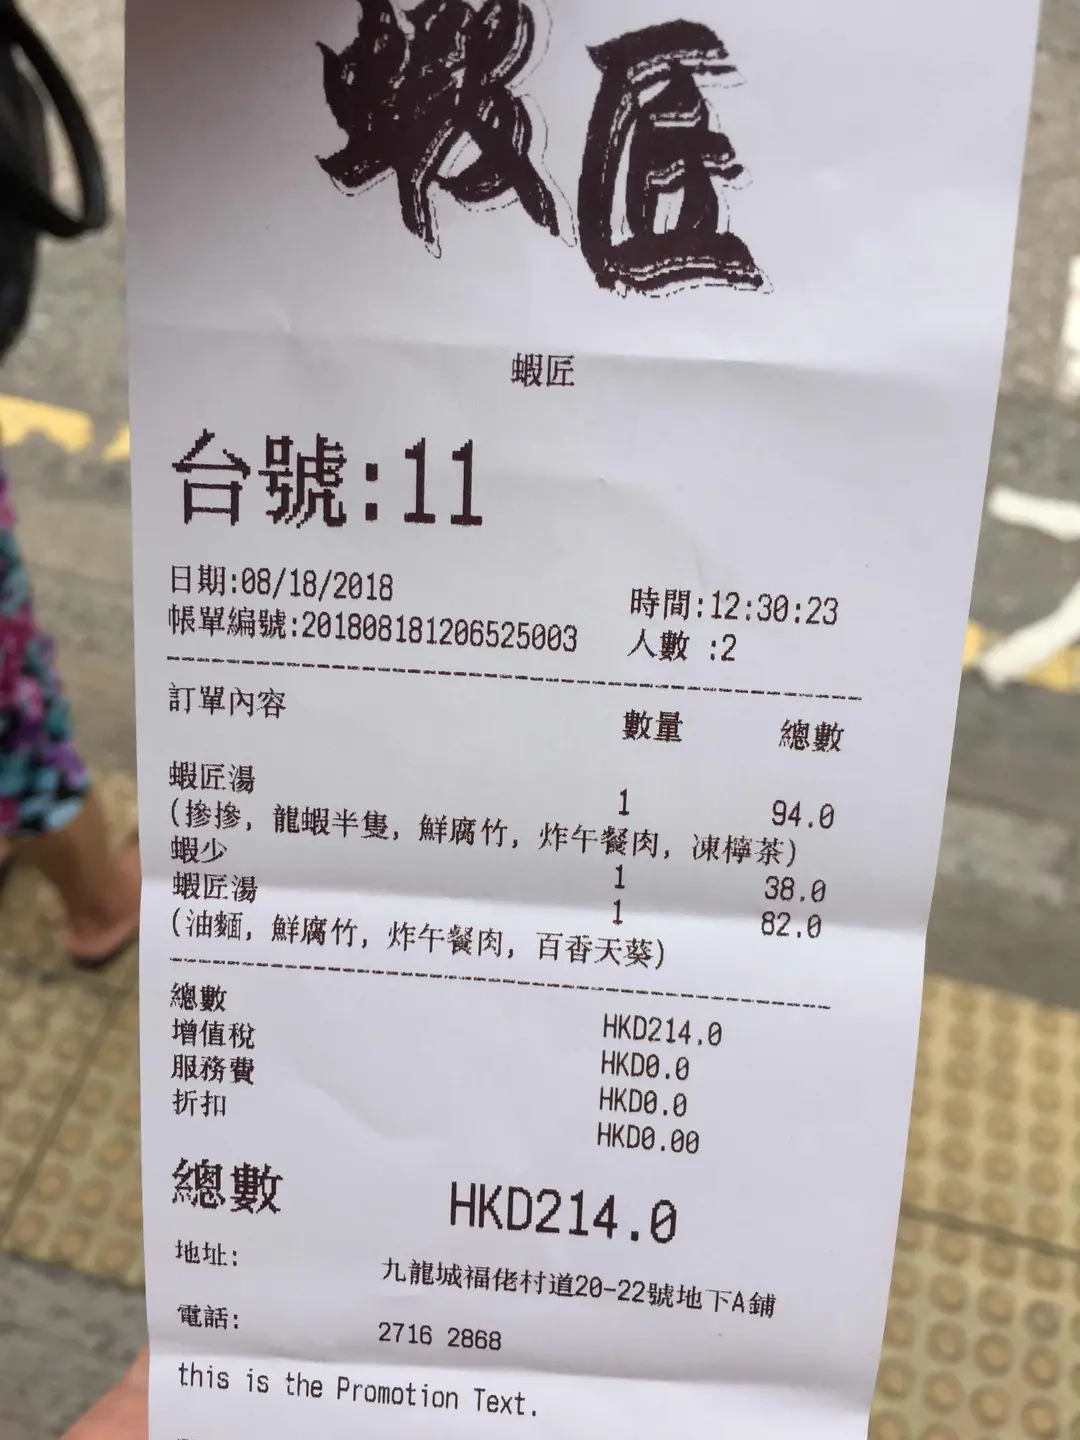 蝦匠
蝦匠
台號:11
日期:08/18/2018 時間:12:30:23
帳單編號:201808181206525003 人數 :2
訂單內容 數量 總數
蝦匠湯 1 94.0
(摻摻, 龍蝦半隻, 鮮腐竹, 炸午餐肉, 凍檸茶)
蝦少 1 38.0
蝦匠湯 1 82.0
(油麵, 鮮腐竹, 炸午餐肉, 百香天葵)
總數 HKD214.0
增值稅 HKD0.0
服務費 HKD0.0
折扣 HKD0.00
總數 HKD214.0
地址: 九龍城福佬村道20-22號地下A鋪
電話: 2716 2868
this is the Promotion Text.